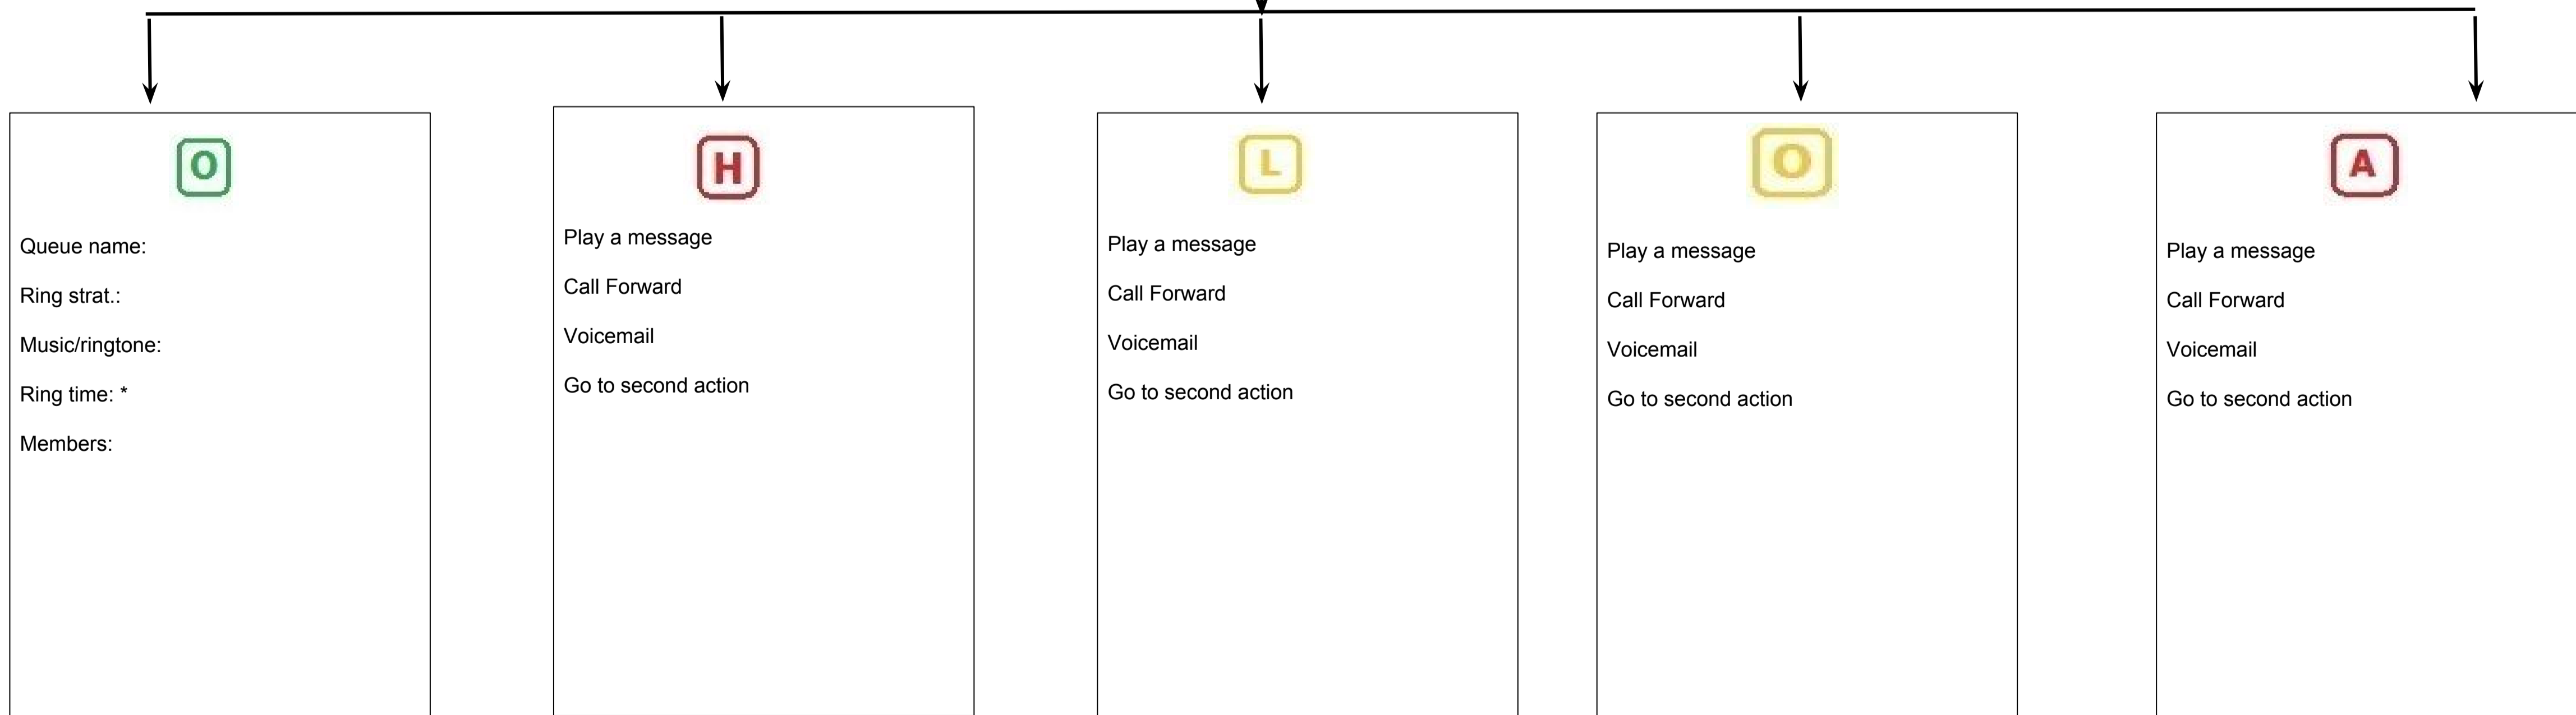 O
Queue name:
Ring strat.:
Music/ringtone:
Ring time: *
Members:
H
Play a message
Call Forward
Voicemail
Go to second action
L
Play a message
Call Forward
Voicemail
Go to second action
O
Play a message
Call Forward
Voicemail
Go to second action
A
Play a message
Call Forward
Voicemail
Go to second action